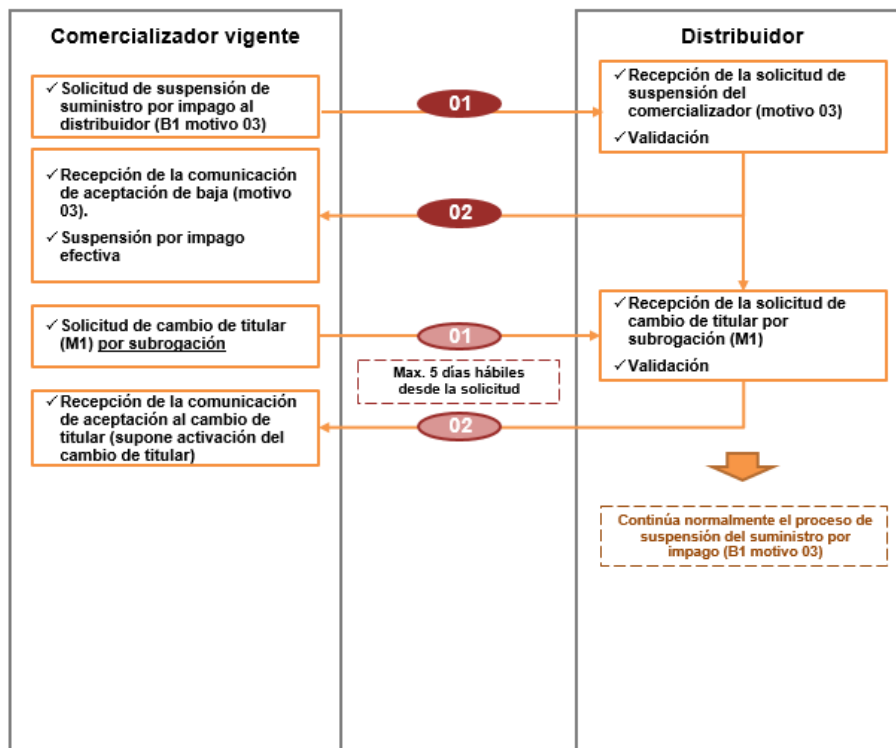 Comercializador vigente
Distribuidor
✓ Solicitud de suspensión de
suministro por impago al
distribuidor (B1 motivo 03)
01
✓ Recepción de la solicitud de
suspensión del
comercializador (motivo 03)
✓ Validación
✓ Recepción de la comunicación
de aceptación de baja (motivo
03).
✓ Suspensión por impago
efectiva
02
✓ Solicitud de cambio de titular
(M1) por subrogación
01
✓ Recepción de la solicitud de
cambio de titular por
subrogación (M1)
✓ Validación
Max. 5 días hábiles
desde la solicitud
✓ Recepción de la comunicación
de aceptación al cambio de
titular (supone activación del
cambio de titular)
02
Continúa normalmente el proceso de
suspensión del suministro por
impago (B1 motivo 03)